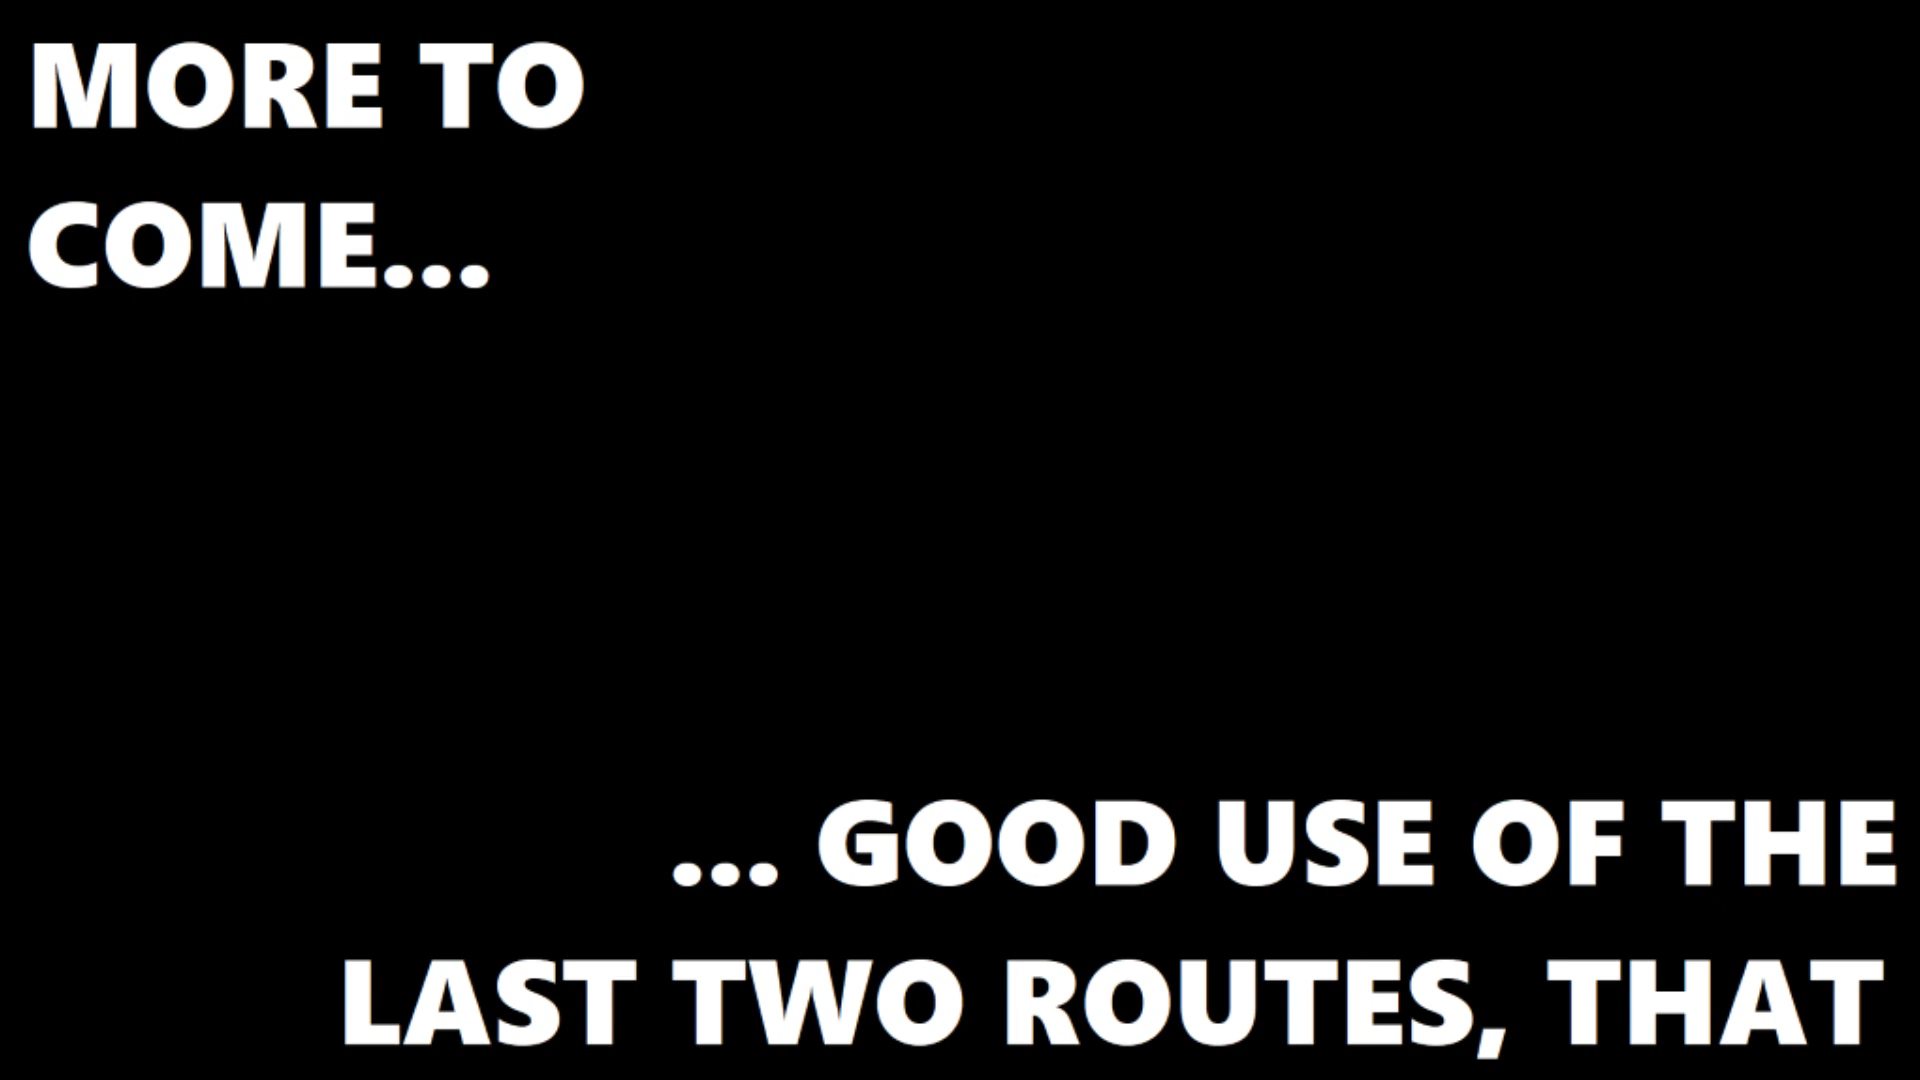 MORE TO
COME...
... GOOD USE OF THE
LAST TWO ROUTES, THAT